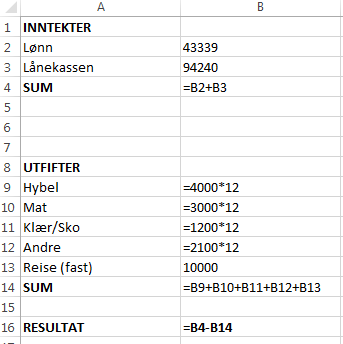 A B
1 INNTEKTER
2 Lønn 43339
3 Lånekassen 94240
4 SUM =B2+B3
5
6
7
8 UTFIFTER
9 Hybel =4000*12
10 Mat =3000*12
11 Klær/Sko =1200*12
12 Andre =2100*12
13 Reise (fast) 10000
14 SUM =B9+B10+B11+B12+B13
15
16 RESULTAT =B4-B14